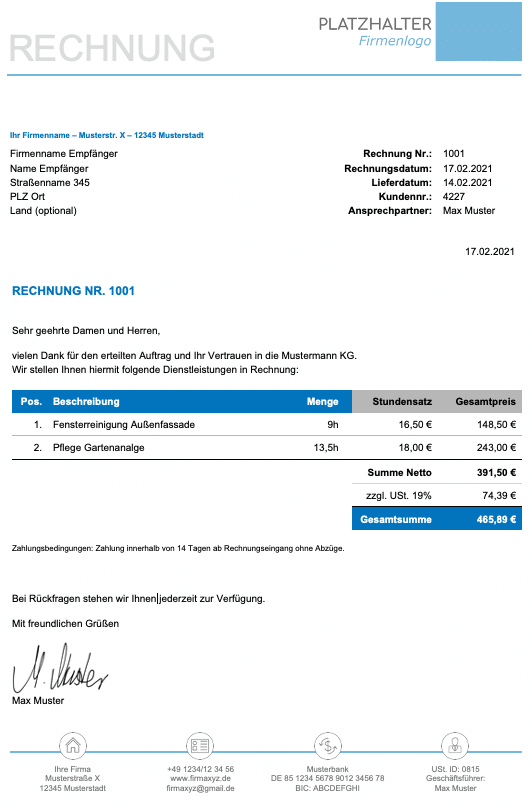 RECHNUNG
PLATZHALTER
Firmenlogo
Ihr Firmenname – Musterstr. X – 12345 Musterstadt
Firmenname Empfänger
Name Empfänger
Straßenname 345
PLZ Ort
Land (optional)
Rechnung Nr.: 1001
Rechnungsdatum: 17.02.2021
Lieferdatum: 14.02.2021
Kundennr.: 4227
Ansprechpartner: Max Muster
17.02.2021
RECHNUNG NR. 1001
Sehr geehrte Damen und Herren,
vielen Dank für den erteilten Auftrag und Ihr Vertrauen in die Mustermann KG.
Wir stellen Ihnen hiermit folgende Dienstleistungen in Rechnung:
Pos. Beschreibung Menge Stundensatz Gesamtpreis
1. Fensterreinigung Außenfassade 9h 16,50 € 148,50 €
2. Pflege Gartenanalge 13,5h 18,00 € 243,00 €
Summe Netto 391,50 €
zzgl. USt. 19% 74,39 €
Gesamtsumme 465,89 €
Zahlungsbedingungen: Zahlung innerhalb von 14 Tagen ab Rechnungseingang ohne Abzüge.
Bei Rückfragen stehen wir Ihnen jederzeit zur Verfügung.
Mit freundlichen Grüßen
M. Muster
Max Muster
Ihre Firma
Musterstraße X
12345 Musterstadt
+49 1234/12 34 56
www.firmaxyz.de
firmaxyz@gmail.de
Musterbank
DE 85 1234 5678 9012 3456 78
BIC: ABCDEFGHI
USt. ID: 0815
Geschäftsführer:
Max Muster